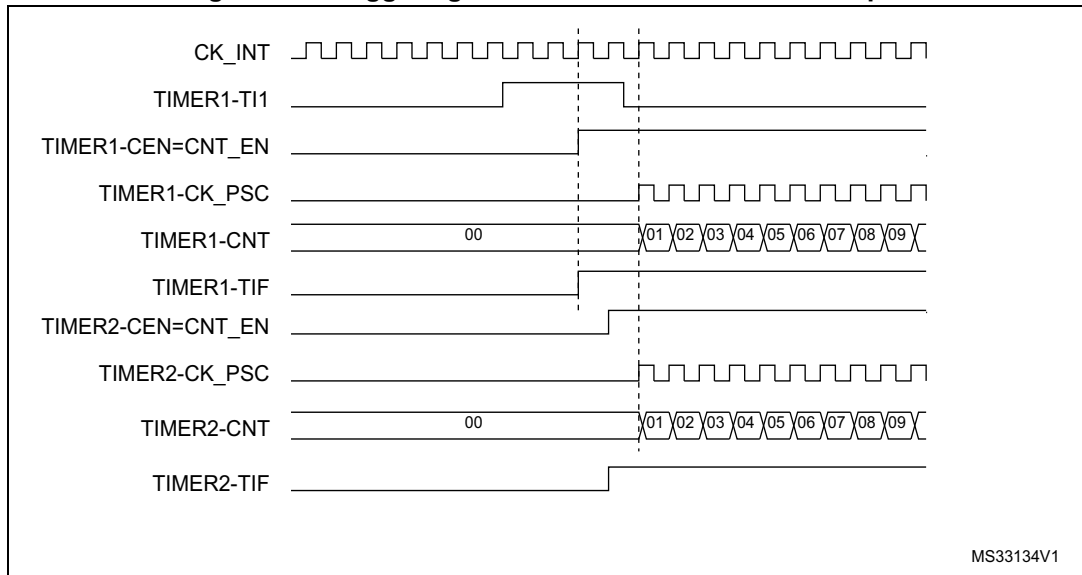 CK_INT
TIMER1-TI1
TIMER1-CEN=CNT_EN
TIMER1-CK_PSC
TIMER1-CNT 00 01 02 03 04 05 06 07 08 09
TIMER1-TIF
TIMER2-CEN=CNT_EN
TIMER2-CK_PSC
TIMER2-CNT 00 01 02 03 04 05 06 07 08 09
TIMER2-TIF
MS33134V1